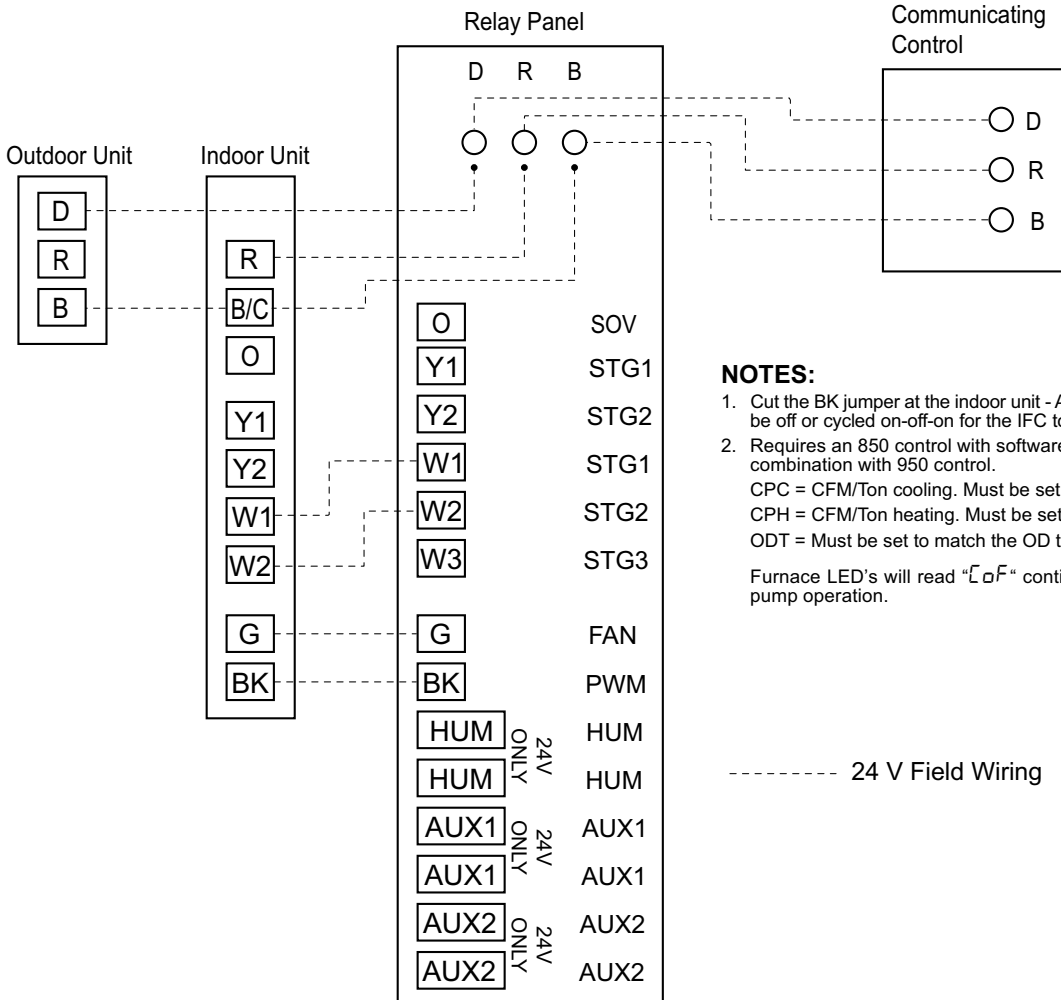 Relay Panel
Communicating
Control
D R B
D
R
B
Outdoor Unit
Indoor Unit
D
R
B
R
B/C
O
Y1
Y2
W1
W2
G
BK
O SOV
Y1 STG1
Y2 STG2
W1 STG1
W2 STG2
W3 STG3
G FAN
BK PWM
HUM HUM
HUM HUM
24V
ONLY
AUX1 AUX1
AUX1 AUX1
24V
ONLY
AUX2 AUX2
AUX2 AUX2
24V
ONLY
NOTES:
1. Cut the BK jumper at the indoor unit -
be off or cycled on-off-on for the IFC
2. Requires an 850 control with software
combination with 950 control.
CPC = CFM/Ton cooling. Must be set
CPH = CFM/Ton heating. Must be set
ODT = Must be set to match the OD
Furnace LED's will read “CoF“
pump operation.
24 V Field Wiring